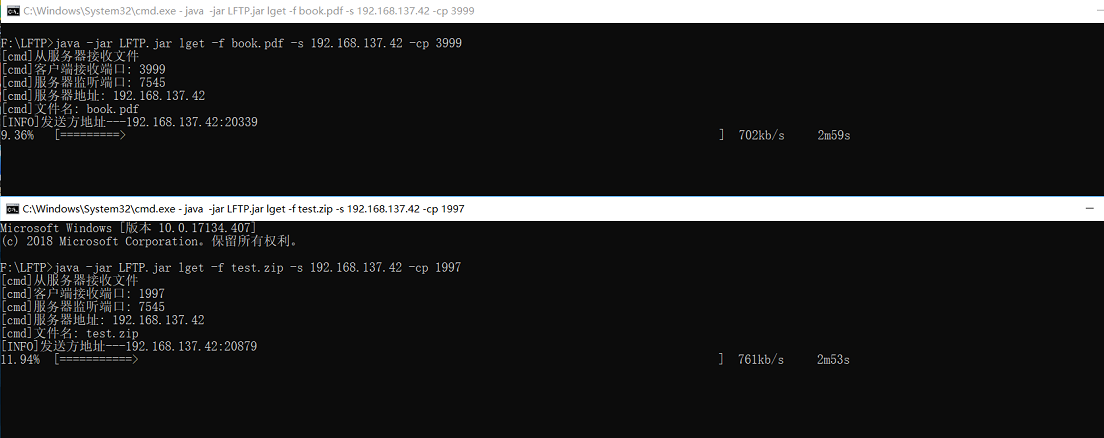 C:\Windows\System32\cmd.exe - java -jar LFTP.jar lget -f book.pdf -s 192.168.137.42 -cp 3999
F:\LFTP>java -jar LFTP.jar lget -f book.pdf -s 192.168.137.42 -cp 3999
[cmd]从服务器接收文件
[cmd]客户端接收端口: 3999
[cmd]服务器监听端口: 7545
[cmd]服务器地址: 192.168.137.42
[cmd]文件名: book.pdf
[INFO]发送方地址---192.168.137.42:20339
9.36% [=========> ] 702kb/s 2m59s
C:\Windows\System32\cmd.exe - java -jar LFTP.jar lget -f test.zip -s 192.168.137.42 -cp 1997
Microsoft Windows [版本 10.0.17134.407]
(c) 2018 Microsoft Corporation。保留所有权利。
F:\LFTP>java -jar LFTP.jar lget -f test.zip -s 192.168.137.42 -cp 1997
[cmd]从服务器接收文件
[cmd]客户端接收端口: 1997
[cmd]服务器监听端口: 7545
[cmd]服务器地址: 192.168.137.42
[cmd]文件名: test.zip
[INFO]发送方地址---192.168.137.42:20879
11.94% [===========> ] 761kb/s 2m53s